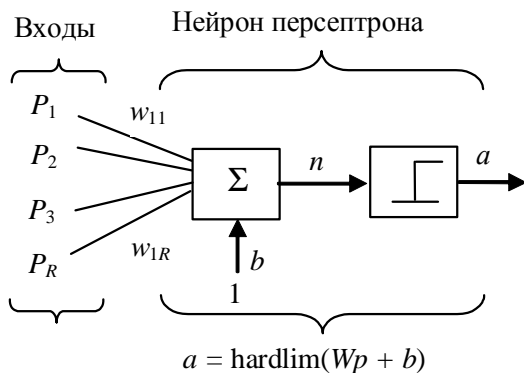 Входы
Нейрон персептрона
P1
w11
P2
P3
PR
w1R
Σ
n
a
b
1
a = hardlim(Wp + b)